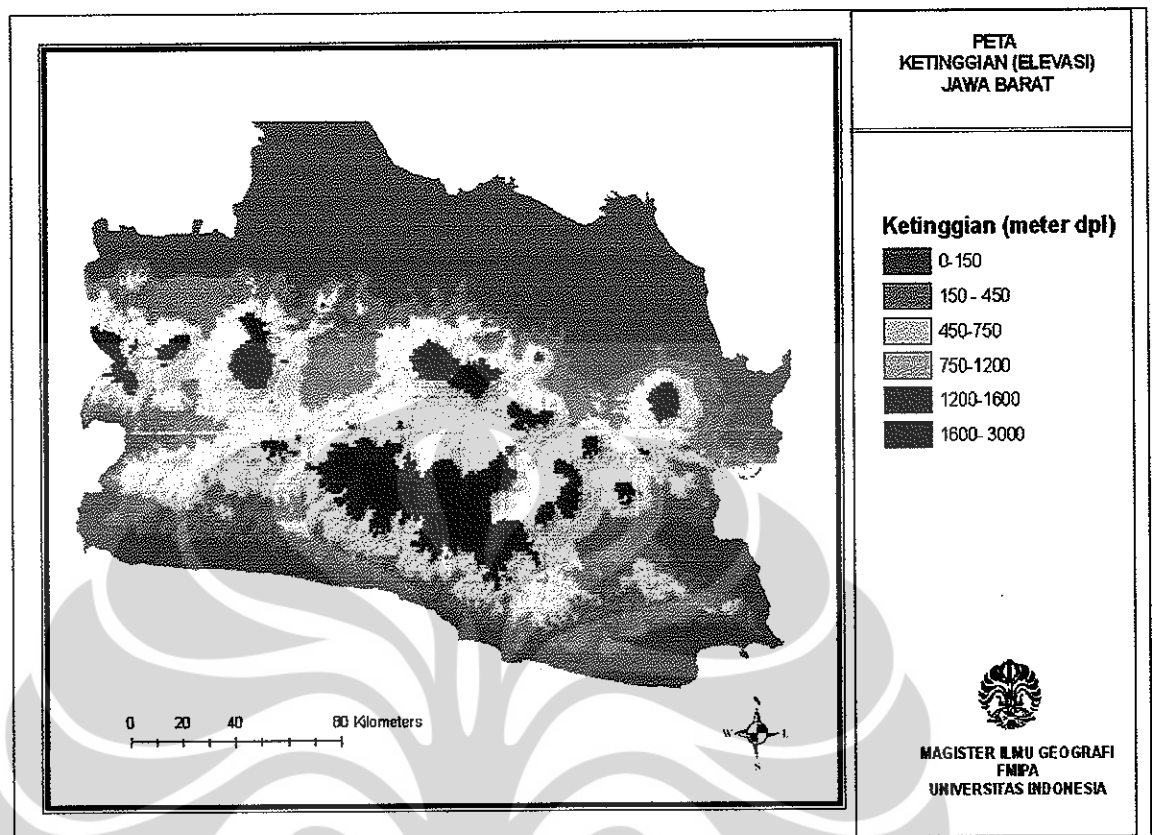 PETA
KETINGGIAN (ELEVASI)
JAWA BARAT
Ketinggian (meter dpl)
0-150
150 - 450
450-750
750-1200
1200-1600
1600- 3000
0 20 40 80 Kilometers
N
W L
S
MAGISTER ILMU GEOGRAFI
FMIPA
UNIVERSITAS INDONESIA